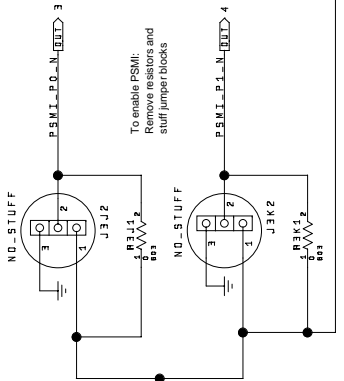 NO_STUFF
3
2
1
J3J2
PSMI_P0_N
OUT
3
R3J1
1
2
0
603
To enable PSMI:
Remove resistors and
stuff jumper blocks
NO_STUFF
3
2
1
J3K2
PSMI_P1_N
OUT
4
R3K1
1
2
0
603